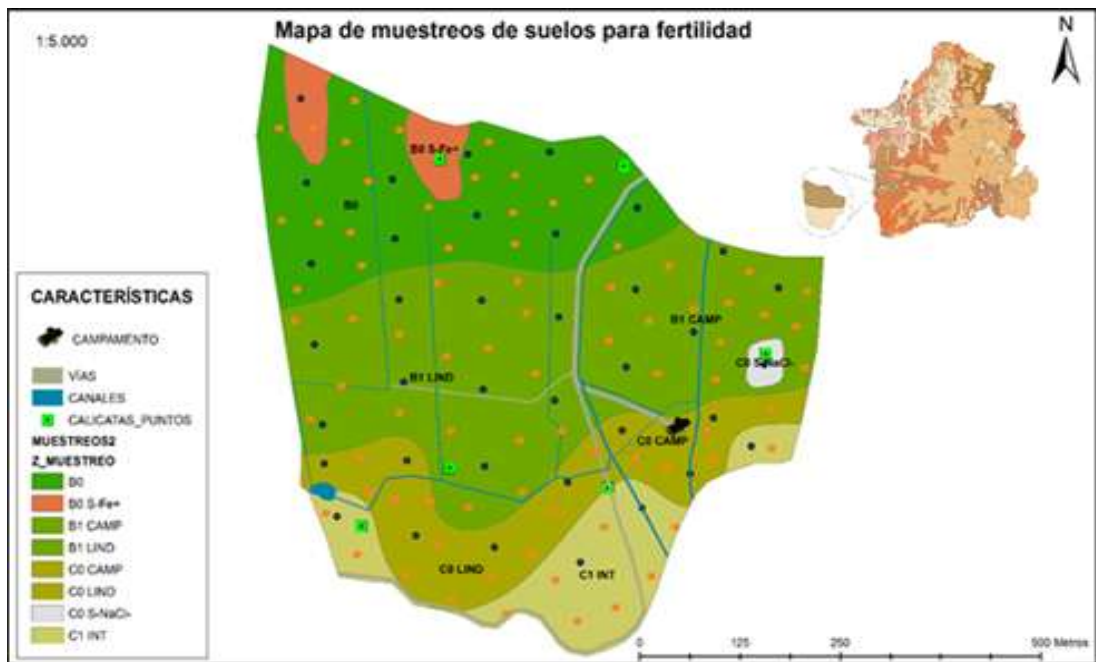 Mapa de muestreos de suelos para fertilidad
1:5.000
N
B0 S-Fe+
B0
B1 CAMP
C0 S-NaCl-
B1 LIND
C0 CAMP
C0 LIND
C1 INT
CARACTERÍSTICAS
CAMPAMENTO
VÍAS
CANALES
CALICATAS_PUNTOS
MUESTREOS2
Z_MUESTREO
B0
B0 S-Fe+
B1 CAMP
B1 LIND
C0 CAMP
C0 LIND
C0 S-NaCl-
C1 INT
0 125 250 500 Metros